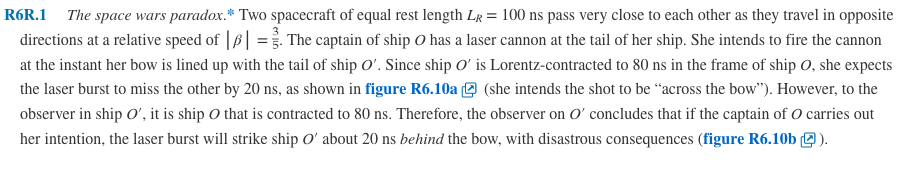 R6R.1 The space wars paradox.* Two spacecraft of equal rest length L_R = 100 ns pass very close to each other as they travel in opposite
directions at a relative speed of |β| = 3/5. The captain of ship O has a laser cannon at the tail of her ship. She intends to fire the cannon
at the instant her bow is lined up with the tail of ship O′. Since ship O′ is Lorentz-contracted to 80 ns in the frame of ship O, she expects
the laser burst to miss the other by 20 ns, as shown in figure R6.10a (she intends the shot to be “across the bow”). However, to the
observer in ship O′, it is ship O that is contracted to 80 ns. Therefore, the observer on O′ concludes that if the captain of O carries out
her intention, the laser burst will strike ship O′ about 20 ns behind the bow, with disastrous consequences (figure R6.10b ).